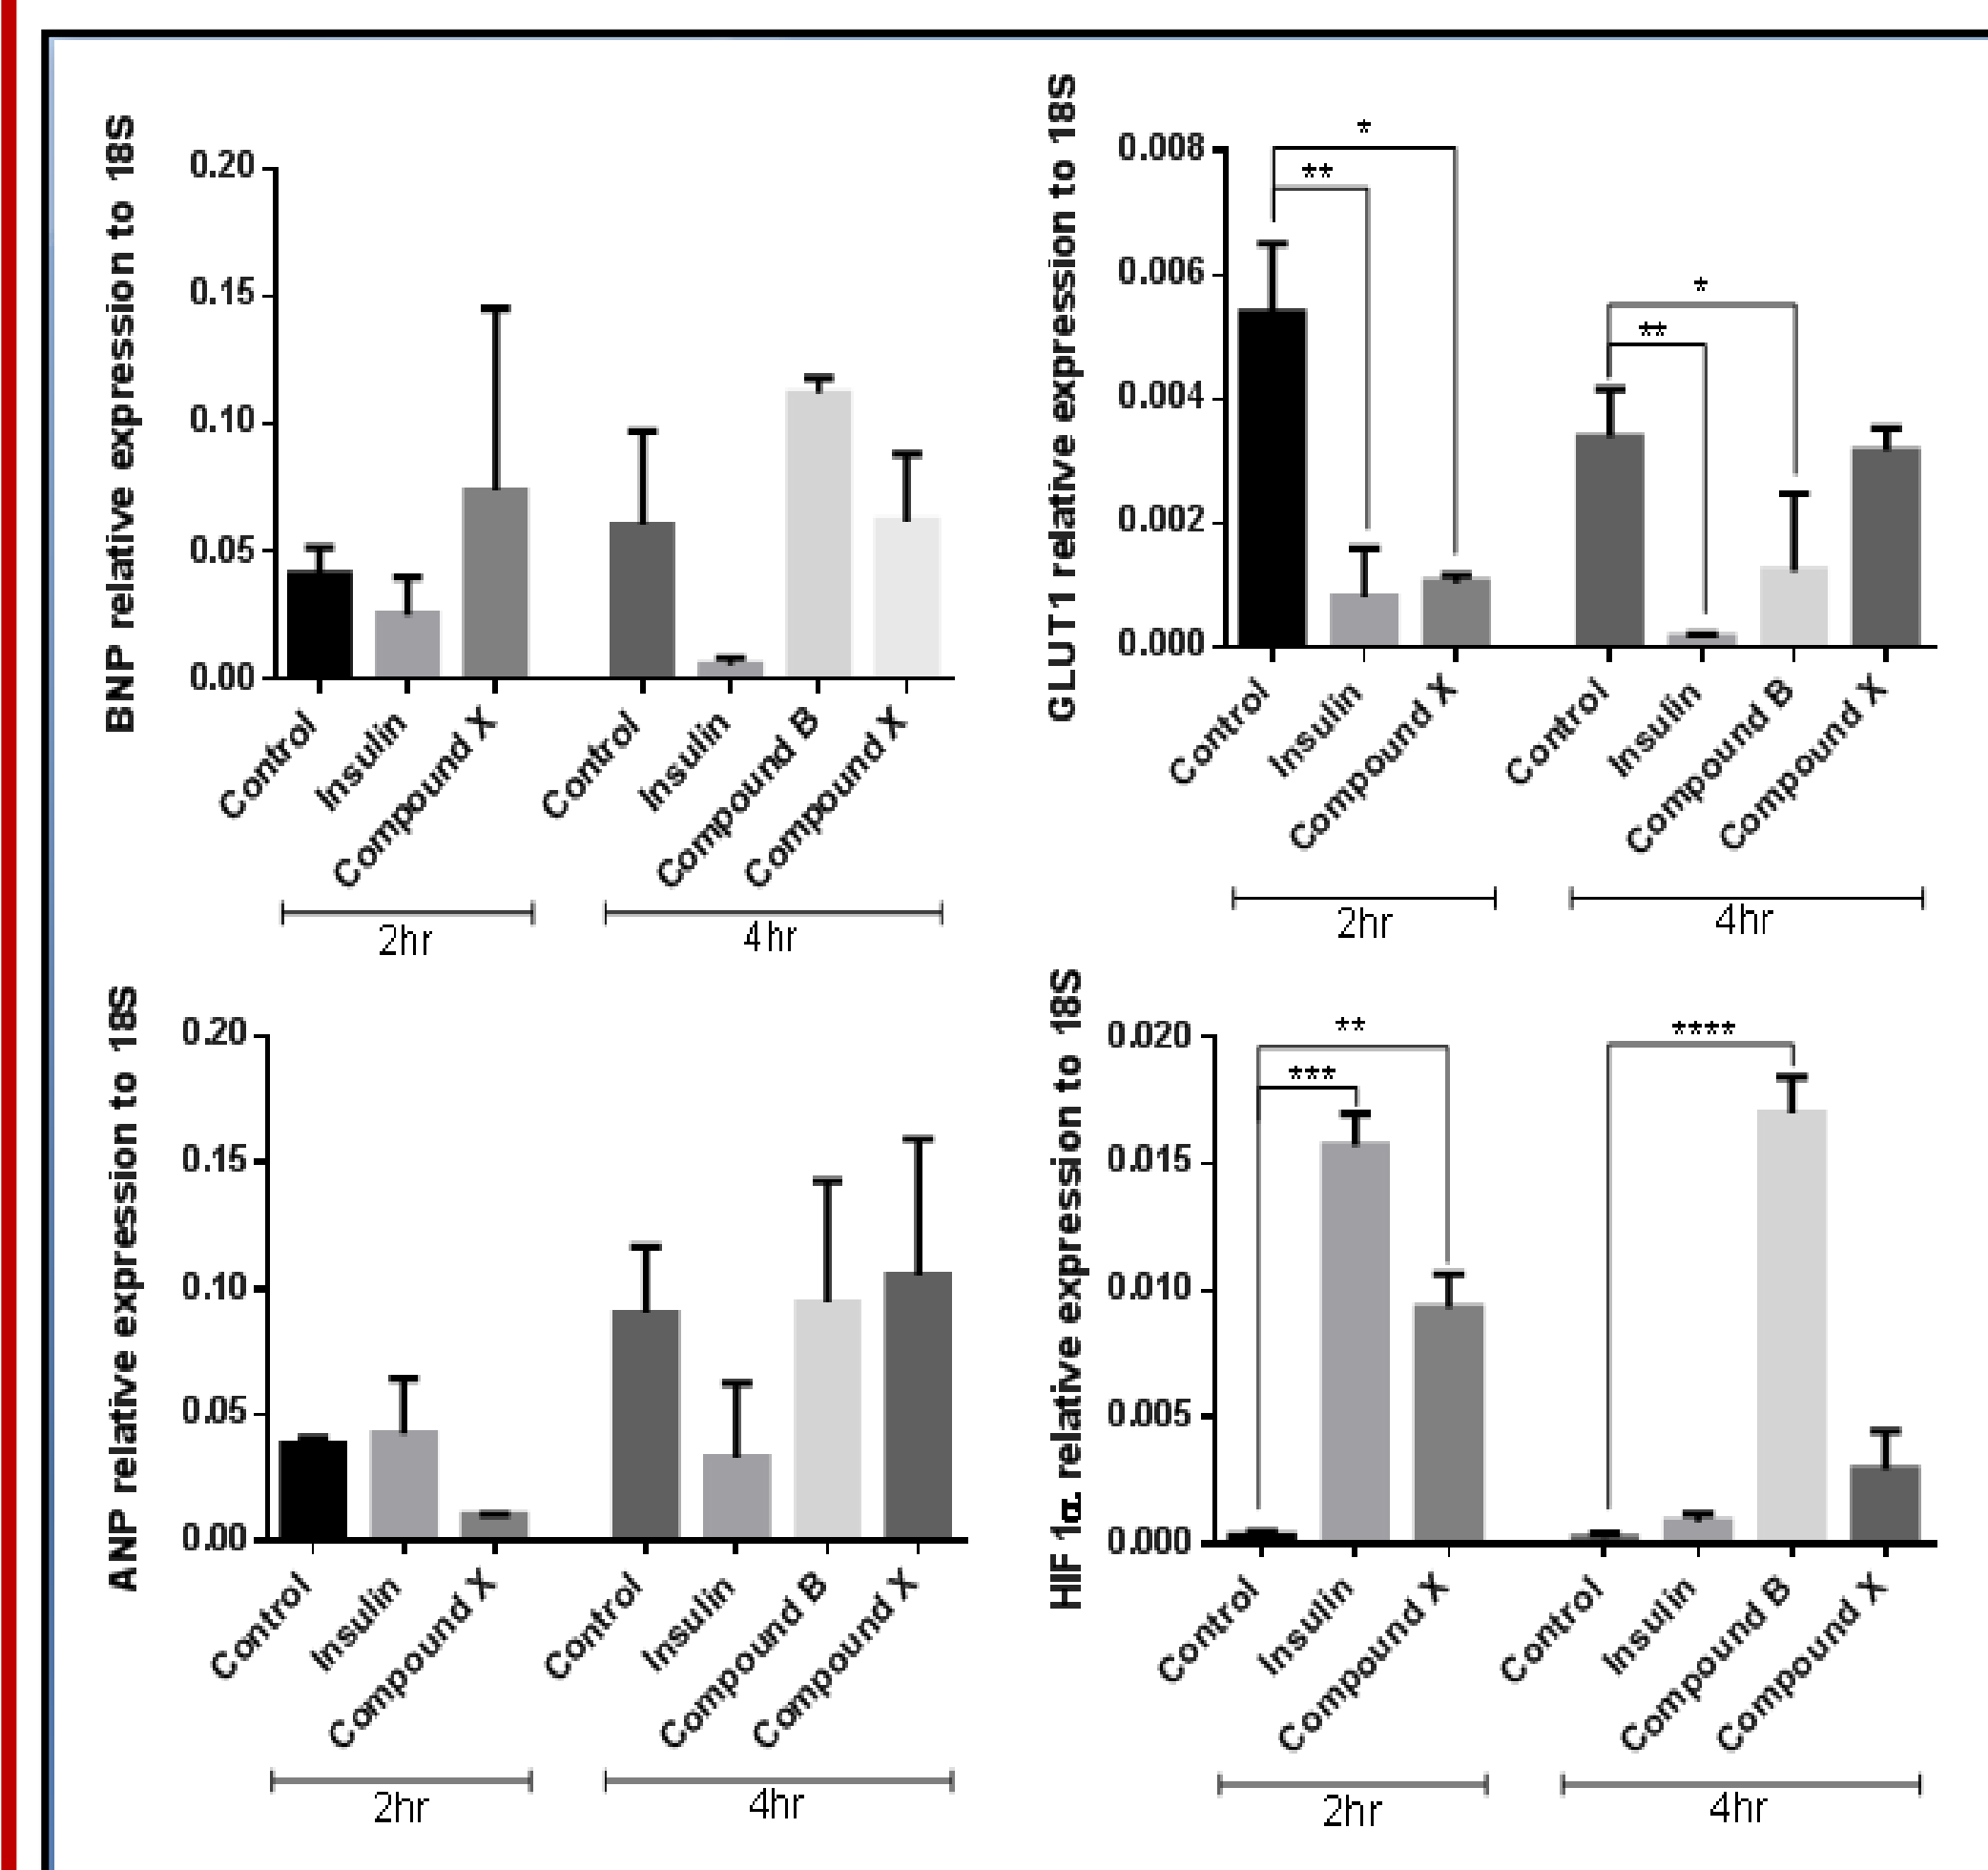 BNP relative expression to 18S
0.20
0.15
0.10
0.05
0.00
Control
Insulin
Compound X
Control
Insulin
Compound B
Compound X
2hr
4hr
GLUT1 relative expression to 18S
0.008
0.006
0.004
0.002
0.000
*
**
*
**
Control
Insulin
Compound X
Control
Insulin
Compound B
Compound X
2hr
4hr
ANP relative expression to 18S
0.20
0.15
0.10
0.05
0.00
Control
Insulin
Compound X
Control
Insulin
Compound B
Compound X
2hr
4hr
HIF1α relative expression to 18S
0.020
0.015
0.010
0.005
0.000
**
***
****
Control
Insulin
Compound X
Control
Insulin
Compound B
Compound X
2hr
4hr